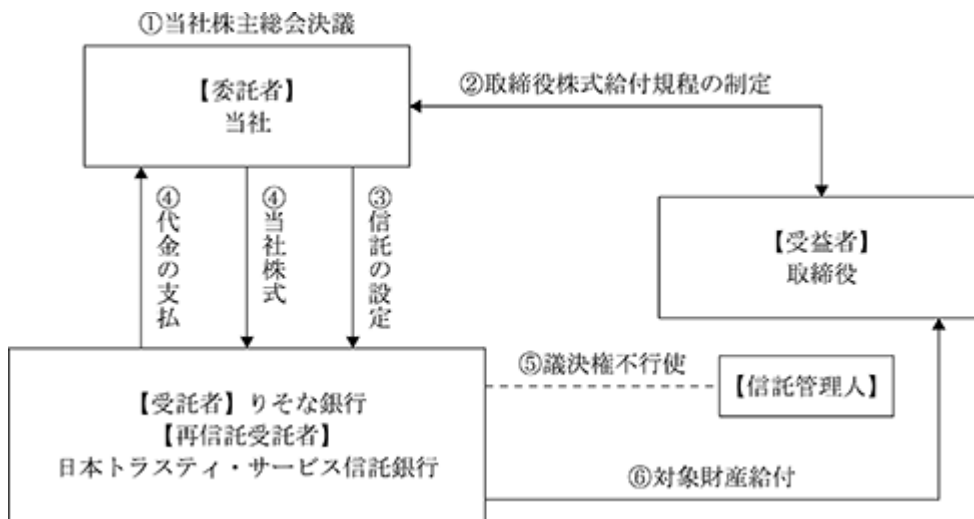 ①当社株主総会決議
【委託者】
当社
②取締役株式給付規程の制定
④代金の支払
④当社株式
③信託の設定
【受益者】
取締役
⑤議決権不行使
【信託管理人】
【受託者】りそな銀行
【再信託受託者】
日本トラスティ・サービス信託銀行
⑥対象財産給付